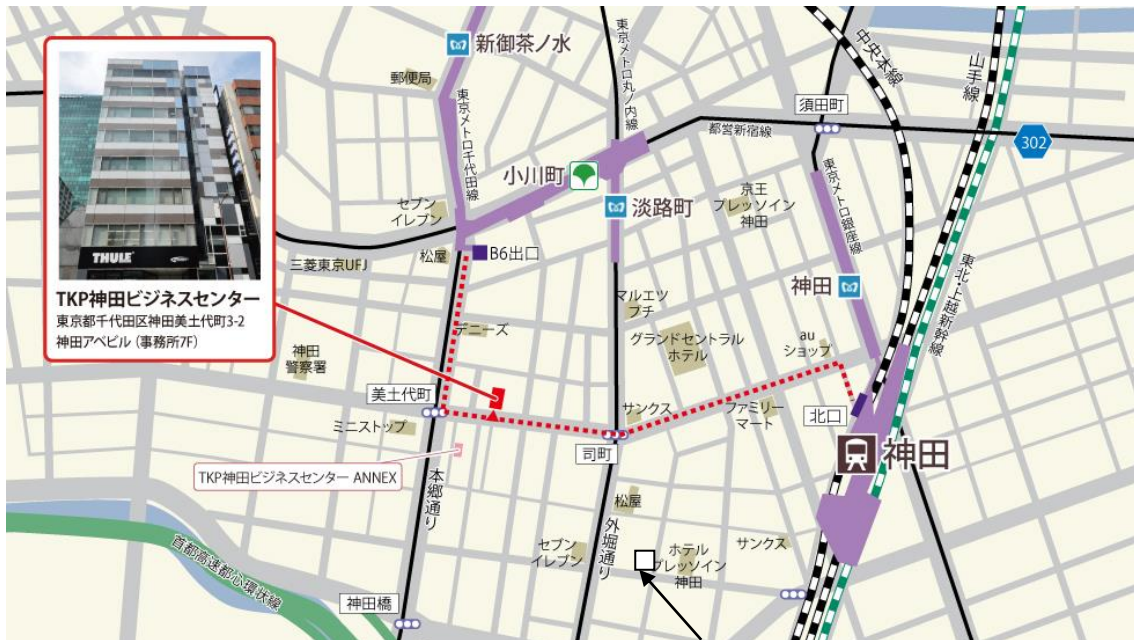 新御茶ノ水
郵便局
東京メトロ千代田線
東京メトロ丸ノ内線
中央本線
山手線
須田町
都営新宿線
302
小川町
淡路町
東京メトロ銀座線
京王
プレッソイン
神田
セブン
イレブン
松屋
B6出口
三菱東京UFJ
THULE
TKP神田ビジネスセンター
東京都千代田区神田美土代町3-2
神田アベビル（事務所7F）
デニーズ
マルエツ
プチ
グランドセントラル
ホテル
神田
au
ショップ
東北・上越新幹線
神田
警察署
美土代町
ミニストップ
サンクス
ファミリー
マート
北口
司町
神田
TKP神田ビジネスセンター ANNEX
本郷通り
松屋
外堀通り
セブン
イレブン
ホテル
プレッソイン
神田
サンクス
首都高速都心環状線
神田橋